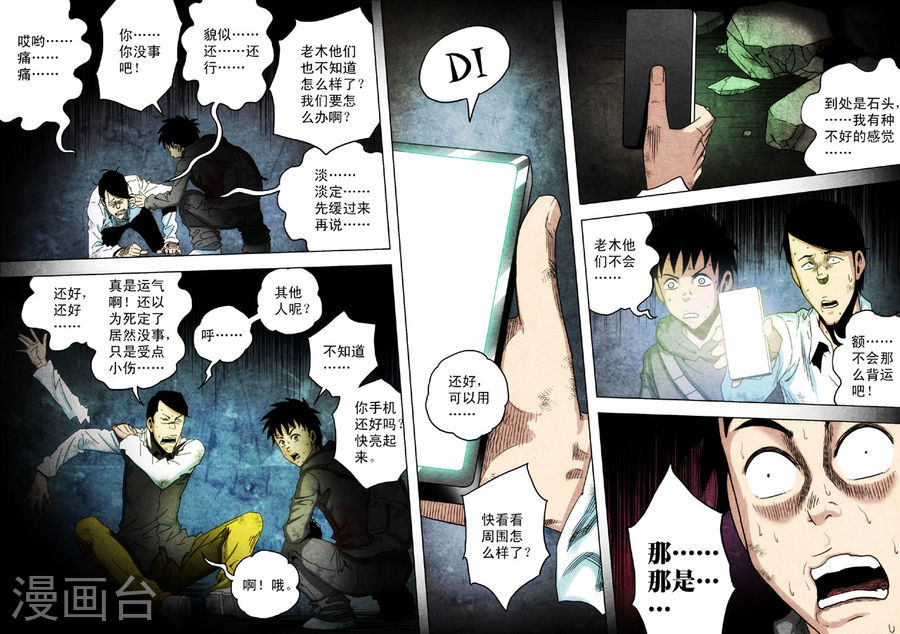 哎哟……
痛……
痛……
你……
你没事
吧！
貌似……
还……还
行……
老木他们
也不知道
怎么样了？
我们要怎
么办啊？
淡……
淡定……
先缓过来
再说……
还好，
还好
……
真是运气
啊！还以
为死定了
居然没事，
只是受点
小伤……
呼……
其他
人呢？
不知道
……
你手机
还好吗？
快亮起
来。
啊！哦。
DI
还好，
可以用
……
快看看
周围怎
么样了？
到处是石头，
……我有种
不好的感觉
……
老木他
们不会……
额……
不会那
么背运
吧！
那……
那是…
…
漫画台